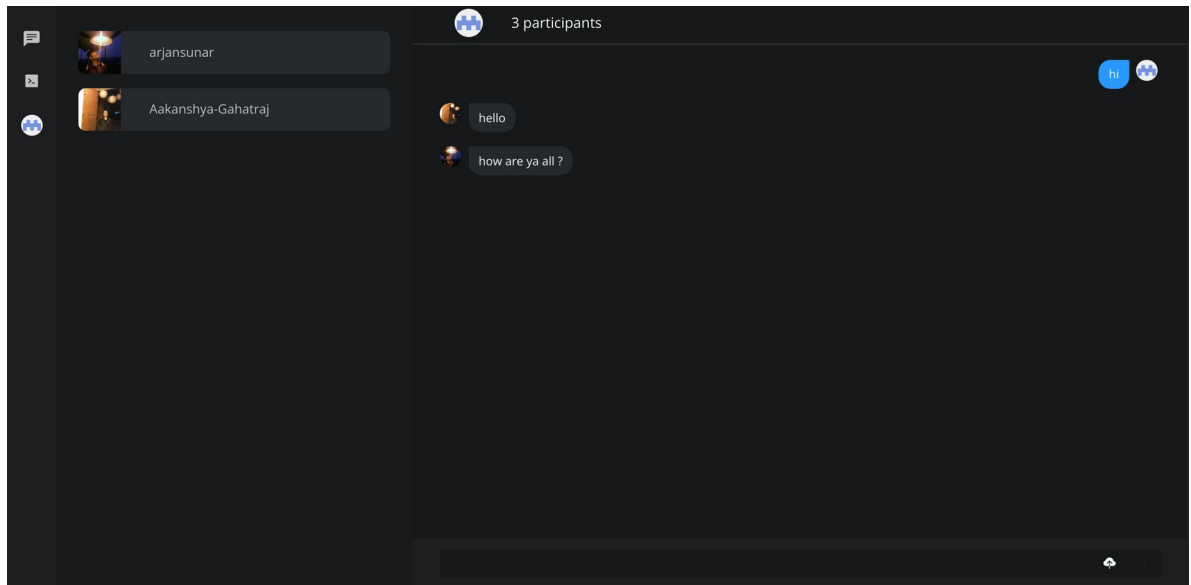 arjansunar
Aakanshya-Gahatraj
3 participants
hi
hello
how are ya all ?